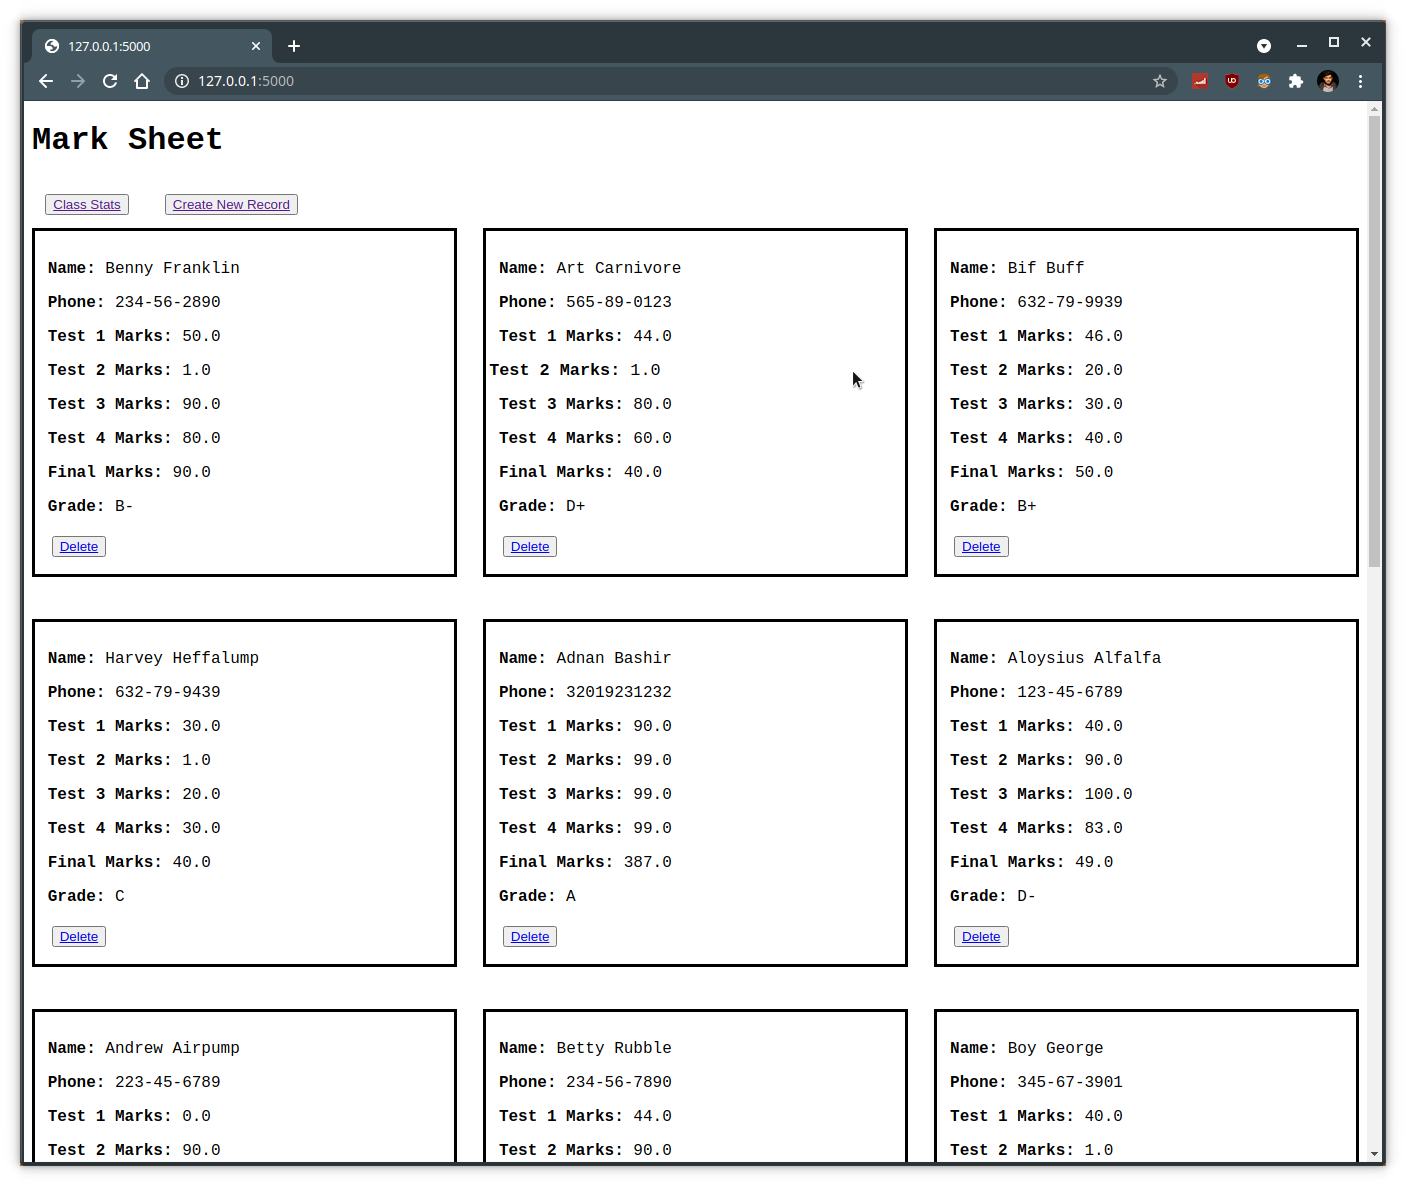 127.0.0.1:5000
127.0.0.1:5000
Mark Sheet
Class Stats
Create New Record
Name: Benny Franklin
Phone: 234-56-2890
Test 1 Marks: 50.0
Test 2 Marks: 1.0
Test 3 Marks: 90.0
Test 4 Marks: 80.0
Final Marks: 90.0
Grade: B-
Delete
Name: Art Carnivore
Phone: 565-89-0123
Test 1 Marks: 44.0
Test 2 Marks: 1.0
Test 3 Marks: 80.0
Test 4 Marks: 60.0
Final Marks: 40.0
Grade: D+
Delete
Name: Bif Buff
Phone: 632-79-9939
Test 1 Marks: 46.0
Test 2 Marks: 20.0
Test 3 Marks: 30.0
Test 4 Marks: 40.0
Final Marks: 50.0
Grade: B+
Delete
Name: Harvey Heffalump
Phone: 632-79-9439
Test 1 Marks: 30.0
Test 2 Marks: 1.0
Test 3 Marks: 20.0
Test 4 Marks: 30.0
Final Marks: 40.0
Grade: C
Delete
Name: Adnan Bashir
Phone: 32019231232
Test 1 Marks: 90.0
Test 2 Marks: 99.0
Test 3 Marks: 99.0
Test 4 Marks: 99.0
Final Marks: 387.0
Grade: A
Delete
Name: Aloysius Alfalfa
Phone: 123-45-6789
Test 1 Marks: 40.0
Test 2 Marks: 90.0
Test 3 Marks: 100.0
Test 4 Marks: 83.0
Final Marks: 49.0
Grade: D-
Delete
Name: Andrew Airpump
Phone: 223-45-6789
Test 1 Marks: 0.0
Test 2 Marks: 90.0
Name: Betty Rubble
Phone: 234-56-7890
Test 1 Marks: 44.0
Test 2 Marks: 90.0
Name: Boy George
Phone: 345-67-3901
Test 1 Marks: 40.0
Test 2 Marks: 1.0